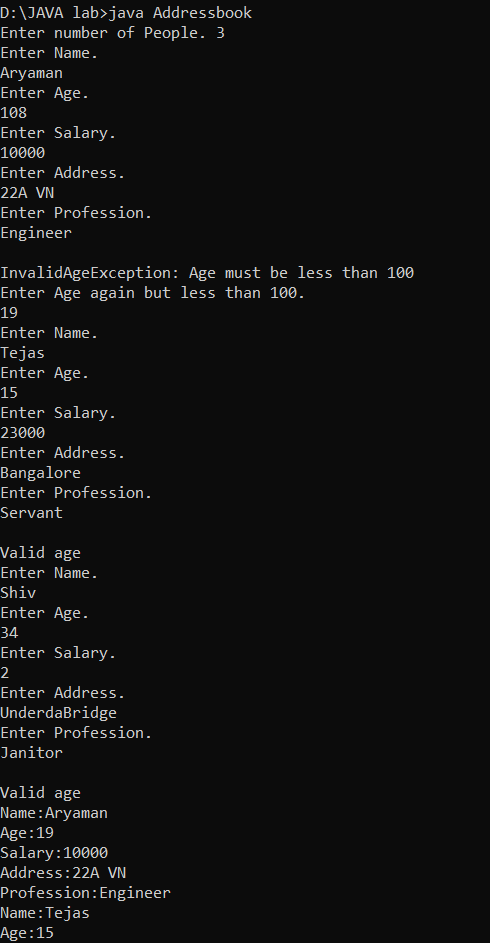 D:\JAVA lab>java Addressbook
Enter number of People. 3
Enter Name.
Aryaman
Enter Age.
108
Enter Salary.
10000
Enter Address.
22A VN
Enter Profession.
Engineer
InvalidAgeException: Age must be less than 100
Enter Age again but less than 100.
19
Enter Name.
Tejas
Enter Age.
15
Enter Salary.
23000
Enter Address.
Bangalore
Enter Profession.
Servant
Valid age
Enter Name.
Shiv
Enter Age.
34
Enter Salary.
2
Enter Address.
UnderdaBridge
Enter Profession.
Janitor
Valid age
Name:Aryaman
Age:19
Salary:10000
Address:22A VN
Profession:Engineer
Name:Tejas
Age:15